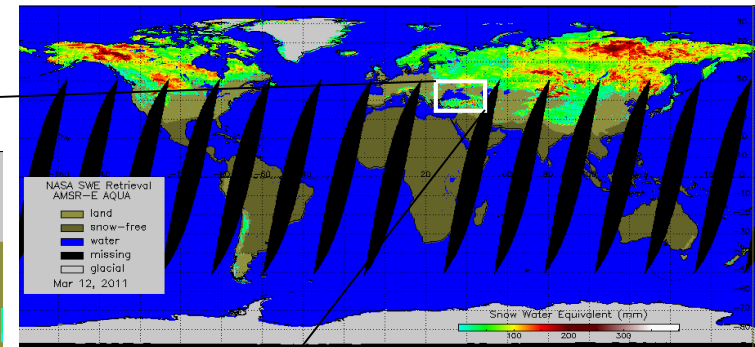 NASA SWE Retrieval
AMSR-E AQUA
land
snow-free
water
missing
glacial
Mar 12, 2011
20
Snow Water Equivalent (mm)
100 200 300